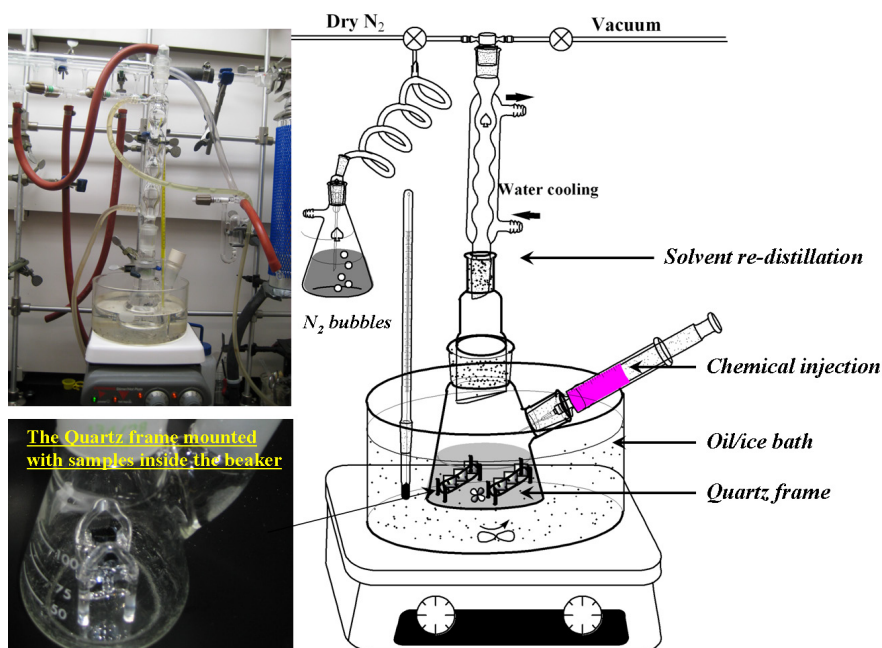 Dry N2
Vacuum
Water cooling
Solvent re-distillation
N2 bubbles
Chemical injection
Oil/ice bath
Quartz frame
The Quartz frame mounted
with samples inside the beaker
100
75
50